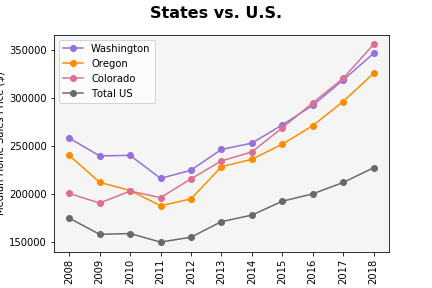 States vs. U.S.
Median Home Sales Price ($)
350000
300000
250000
200000
150000
Washington
Oregon
Colorado
Total US
2008 2009 2010 2011 2012 2013 2014 2015 2016 2017 2018